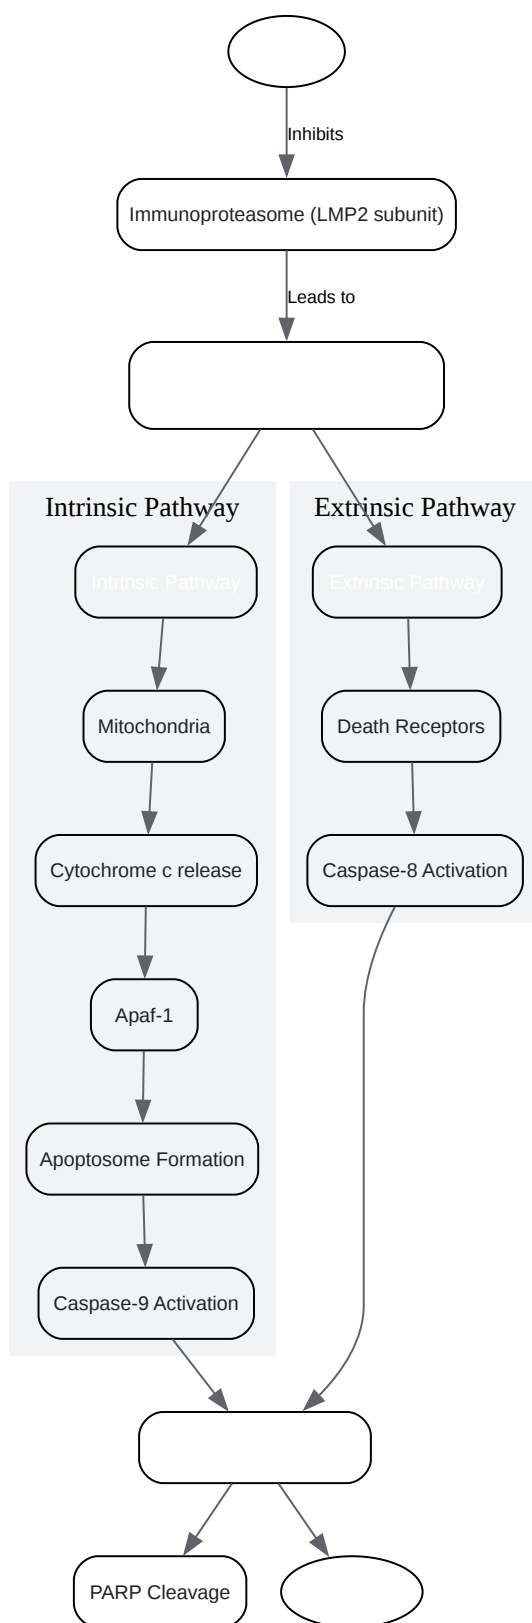 Inhibits
Immunoproteasome (LMP2 subunit)
Leads to
Intrinsic Pathway
Extrinsic Pathway
Intrinsic Pathway
Extrinsic Pathway
Mitochondria
Death Receptors
Cytochrome c release
Caspase-8 Activation
Apaf-1
Apoptosome Formation
Caspase-9 Activation
PARP Cleavage